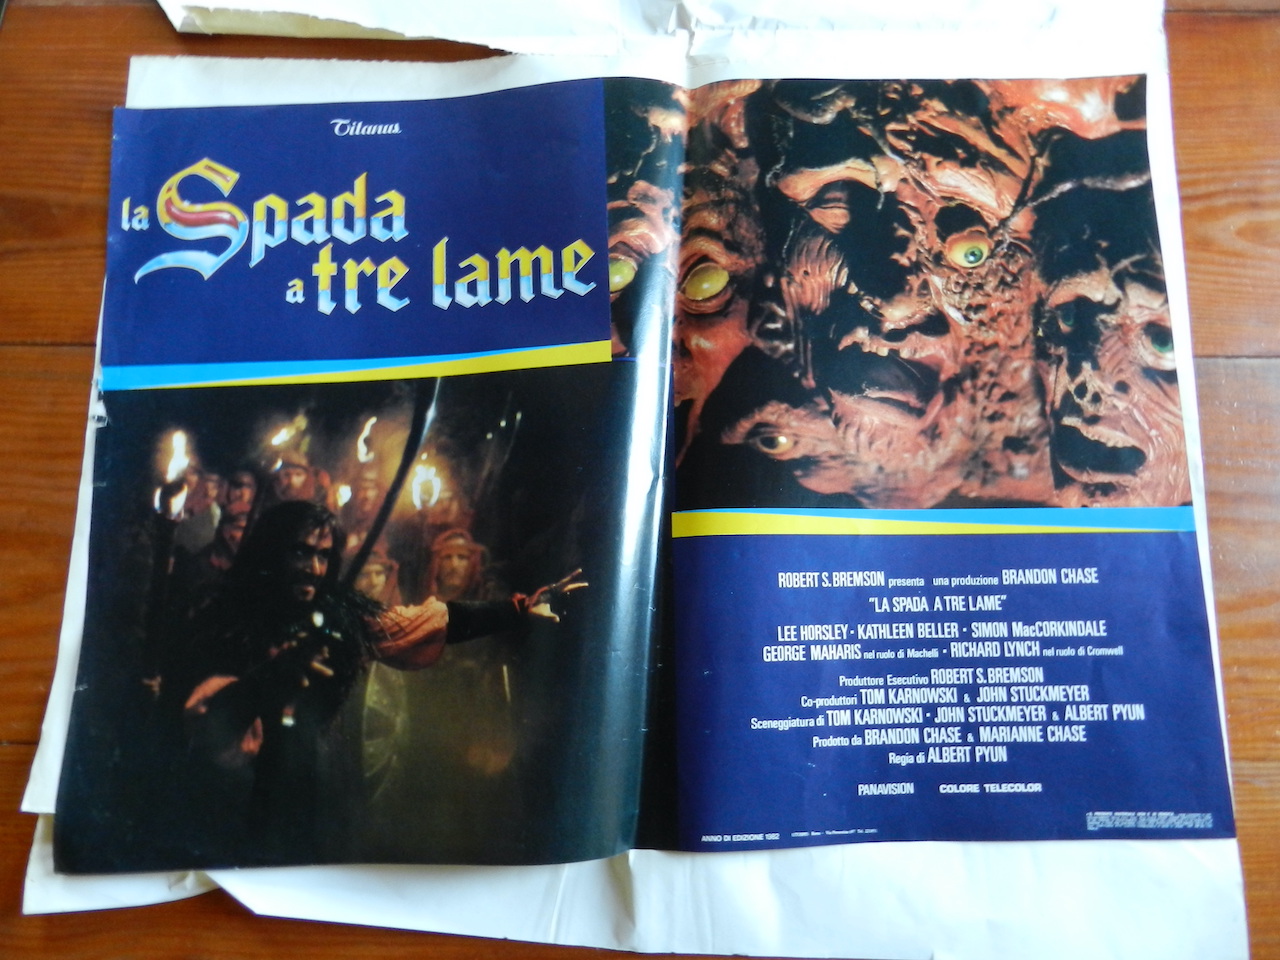 Titanus
la Spada
a tre lame
ROBERT S. BREMSON presenta una produzione BRANDON CHASE
"LA SPADA A TRE LAME"
LEE HORSLEY • KATHLEEN BELLER • SIMON MacCORKINDALE
GEORGE MAHARIS nel ruolo di Machelli • RICHARD LYNCH nel ruolo di Cromwell
Produttore Esecutivo ROBERT S. BREMSON
Co-produttori TOM KARNOWSKI & JOHN STUCKMEYER
Sceneggiatura di TOM KARNOWSKI • JOHN STUCKMEYER & ALBERT PYUN
Prodotto da BRANDON CHASE & MARIANNE CHASE
Regia di ALBERT PYUN
PANAVISION COLORE TELECOLOR
ANNO DI EDIZIONE 1982